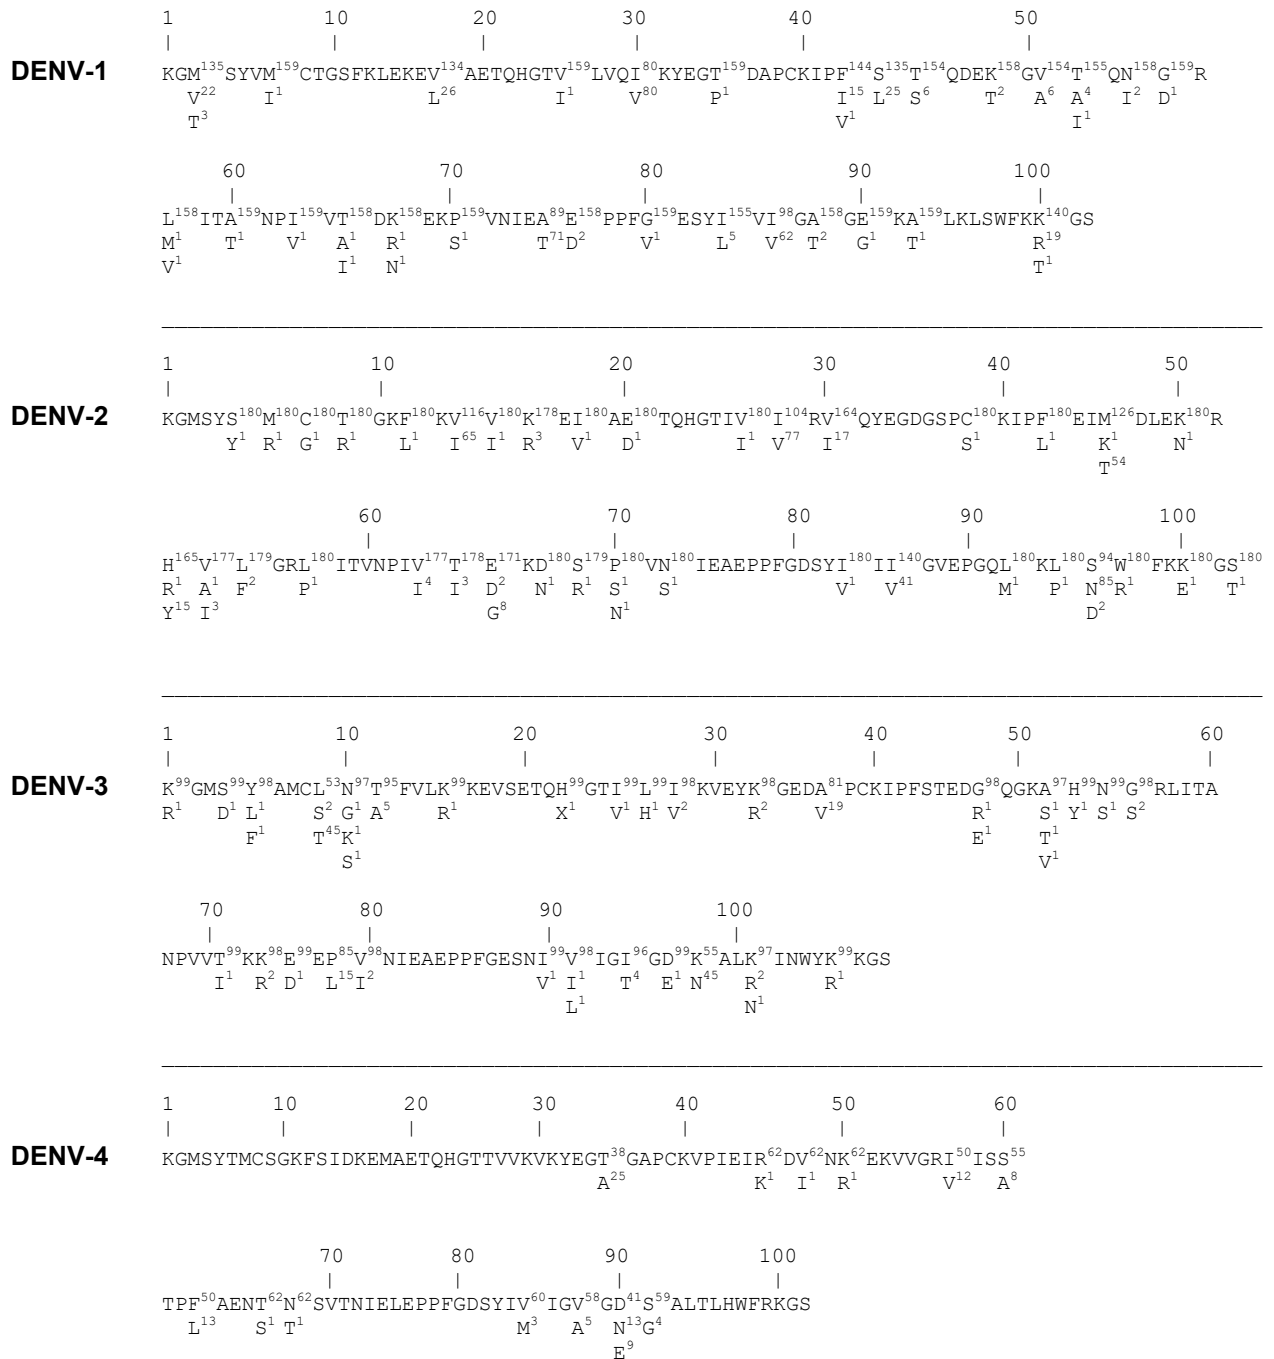 1 10 20 30 40 50
| | | | | |
DENV-1 KGM¹³⁵SYVM¹⁵⁹CTGSFKLEKEV¹³⁴AETQHGTV¹⁵⁹LVQI⁸⁰KYEGT¹⁵⁹DAPCKIPF¹⁴⁴S¹³⁵T¹⁵⁴QDEK¹⁵⁸GV¹⁵⁴T¹⁵⁵QN¹⁵⁸G¹⁵⁹R
V²² I¹ L²⁶ I¹ V⁸⁰ P¹ I¹⁵ L²⁵ S⁶ T² A⁶ A⁴ I² D¹
T³ V¹ I¹
60 70 80 90 100
| | | | |
L¹⁵⁸ITA¹⁵⁹NPI¹⁵⁹VT¹⁵⁸DK¹⁵⁸EKP¹⁵⁹VNIEA⁸⁹E¹⁵⁸PPFG¹⁵⁹ESYI¹⁵⁵VI⁹⁸GA¹⁵⁸GE¹⁵⁹KA¹⁵⁹LKLSWFKK¹⁴⁰GS
M¹ T¹ V¹ A¹ R¹ S¹ T⁷¹D² V¹ L⁵ V⁶² T² G¹ T¹ R¹⁹
V¹ I¹ N¹ T¹
1 10 20 30 40 50
| | | | | |
DENV-2 KGMSYS¹⁸⁰M¹⁸⁰C¹⁸⁰T¹⁸⁰GKF¹⁸⁰KV¹¹⁶V¹⁸⁰K¹⁷⁸EI¹⁸⁰AE¹⁸⁰TQHGTIV¹⁸⁰I¹⁰⁴RV¹⁶⁴QYEGDGSPC¹⁸⁰KIPF¹⁸⁰EIM¹²⁶DLEK¹⁸⁰R
Y¹ R¹ G¹ R¹ L¹ I⁶⁵ I¹ R³ V¹ D¹ I¹ V⁷⁷ I¹⁷ S¹ L¹ K¹ N¹
T⁵⁴
60 70 80 90 100
| | | | |
H¹⁶⁵V¹⁷⁷L¹⁷⁹GRL¹⁸⁰ITVNPIV¹⁷⁷T¹⁷⁸E¹⁷¹KD¹⁸⁰S¹⁷⁹P¹⁸⁰VN¹⁸⁰IEAEPPFGDSYI¹⁸⁰II¹⁴⁰GVEPGQL¹⁸⁰KL¹⁸⁰S⁹⁴W¹⁸⁰FKK¹⁸⁰GS¹⁸⁰
R¹ A¹ F² P¹ I⁴ I³ D² N¹ R¹ S¹ S¹ V¹ V⁴¹ M¹ P¹ N⁸⁵R¹ E¹ T¹
Y¹⁵ I³ G⁸ N¹ D²
1 10 20 30 40 50 60
| | | | | | |
DENV-3 K⁹⁹GMS⁹⁹Y⁹⁸AMCL⁵³N⁹⁷T⁹⁵FVLK⁹⁹KEVSETQH⁹⁹GTI⁹⁹L⁹⁹I⁹⁸KVEYK⁹⁸GEDA⁸¹PCKIPFSTEDG⁹⁸QGKA⁹⁷H⁹⁹N⁹⁹G⁹⁸RLITA
R¹ D¹ L¹ S² G¹ A⁵ R¹ X¹ V¹ H¹ V² R² V¹⁹ R¹ S¹ Y¹ S¹ S²
F¹ T⁴⁵K¹ E¹ T¹
S¹ V¹
70 80 90 100
| | | |
NPVVT⁹⁹KK⁹⁸E⁹⁹EP⁸⁵V⁹⁸NIEAEPPFGESNI⁹⁹V⁹⁸IGI⁹⁶GD⁹⁹K⁵⁵ALK⁹⁷INWYK⁹⁹KGS
I¹ R² D¹ L¹⁵I² V¹ I¹ T⁴ E¹ N⁴⁵ R² R¹
L¹ N¹
1 10 20 30 40 50 60
| | | | | | |
DENV-4 KGMSYTMCSGKFSIDKEMAETQHGTTVVKVKYEGT³⁸GAPCKVPIEIR⁶²DV⁶²NK⁶²EKVVGRI⁵⁰ISS⁵⁵
A²⁵ K¹ I¹ R¹ V¹² A⁸
70 80 90 100
| | | |
TPF⁵⁰AENT⁶²N⁶²SVTNIELEPPFGDSYIV⁶⁰IGV⁵⁸GD⁴¹S⁵⁹ALTLHWFRKGS
L¹³ S¹ T¹ M³ A⁵ N¹³G⁴
E⁹